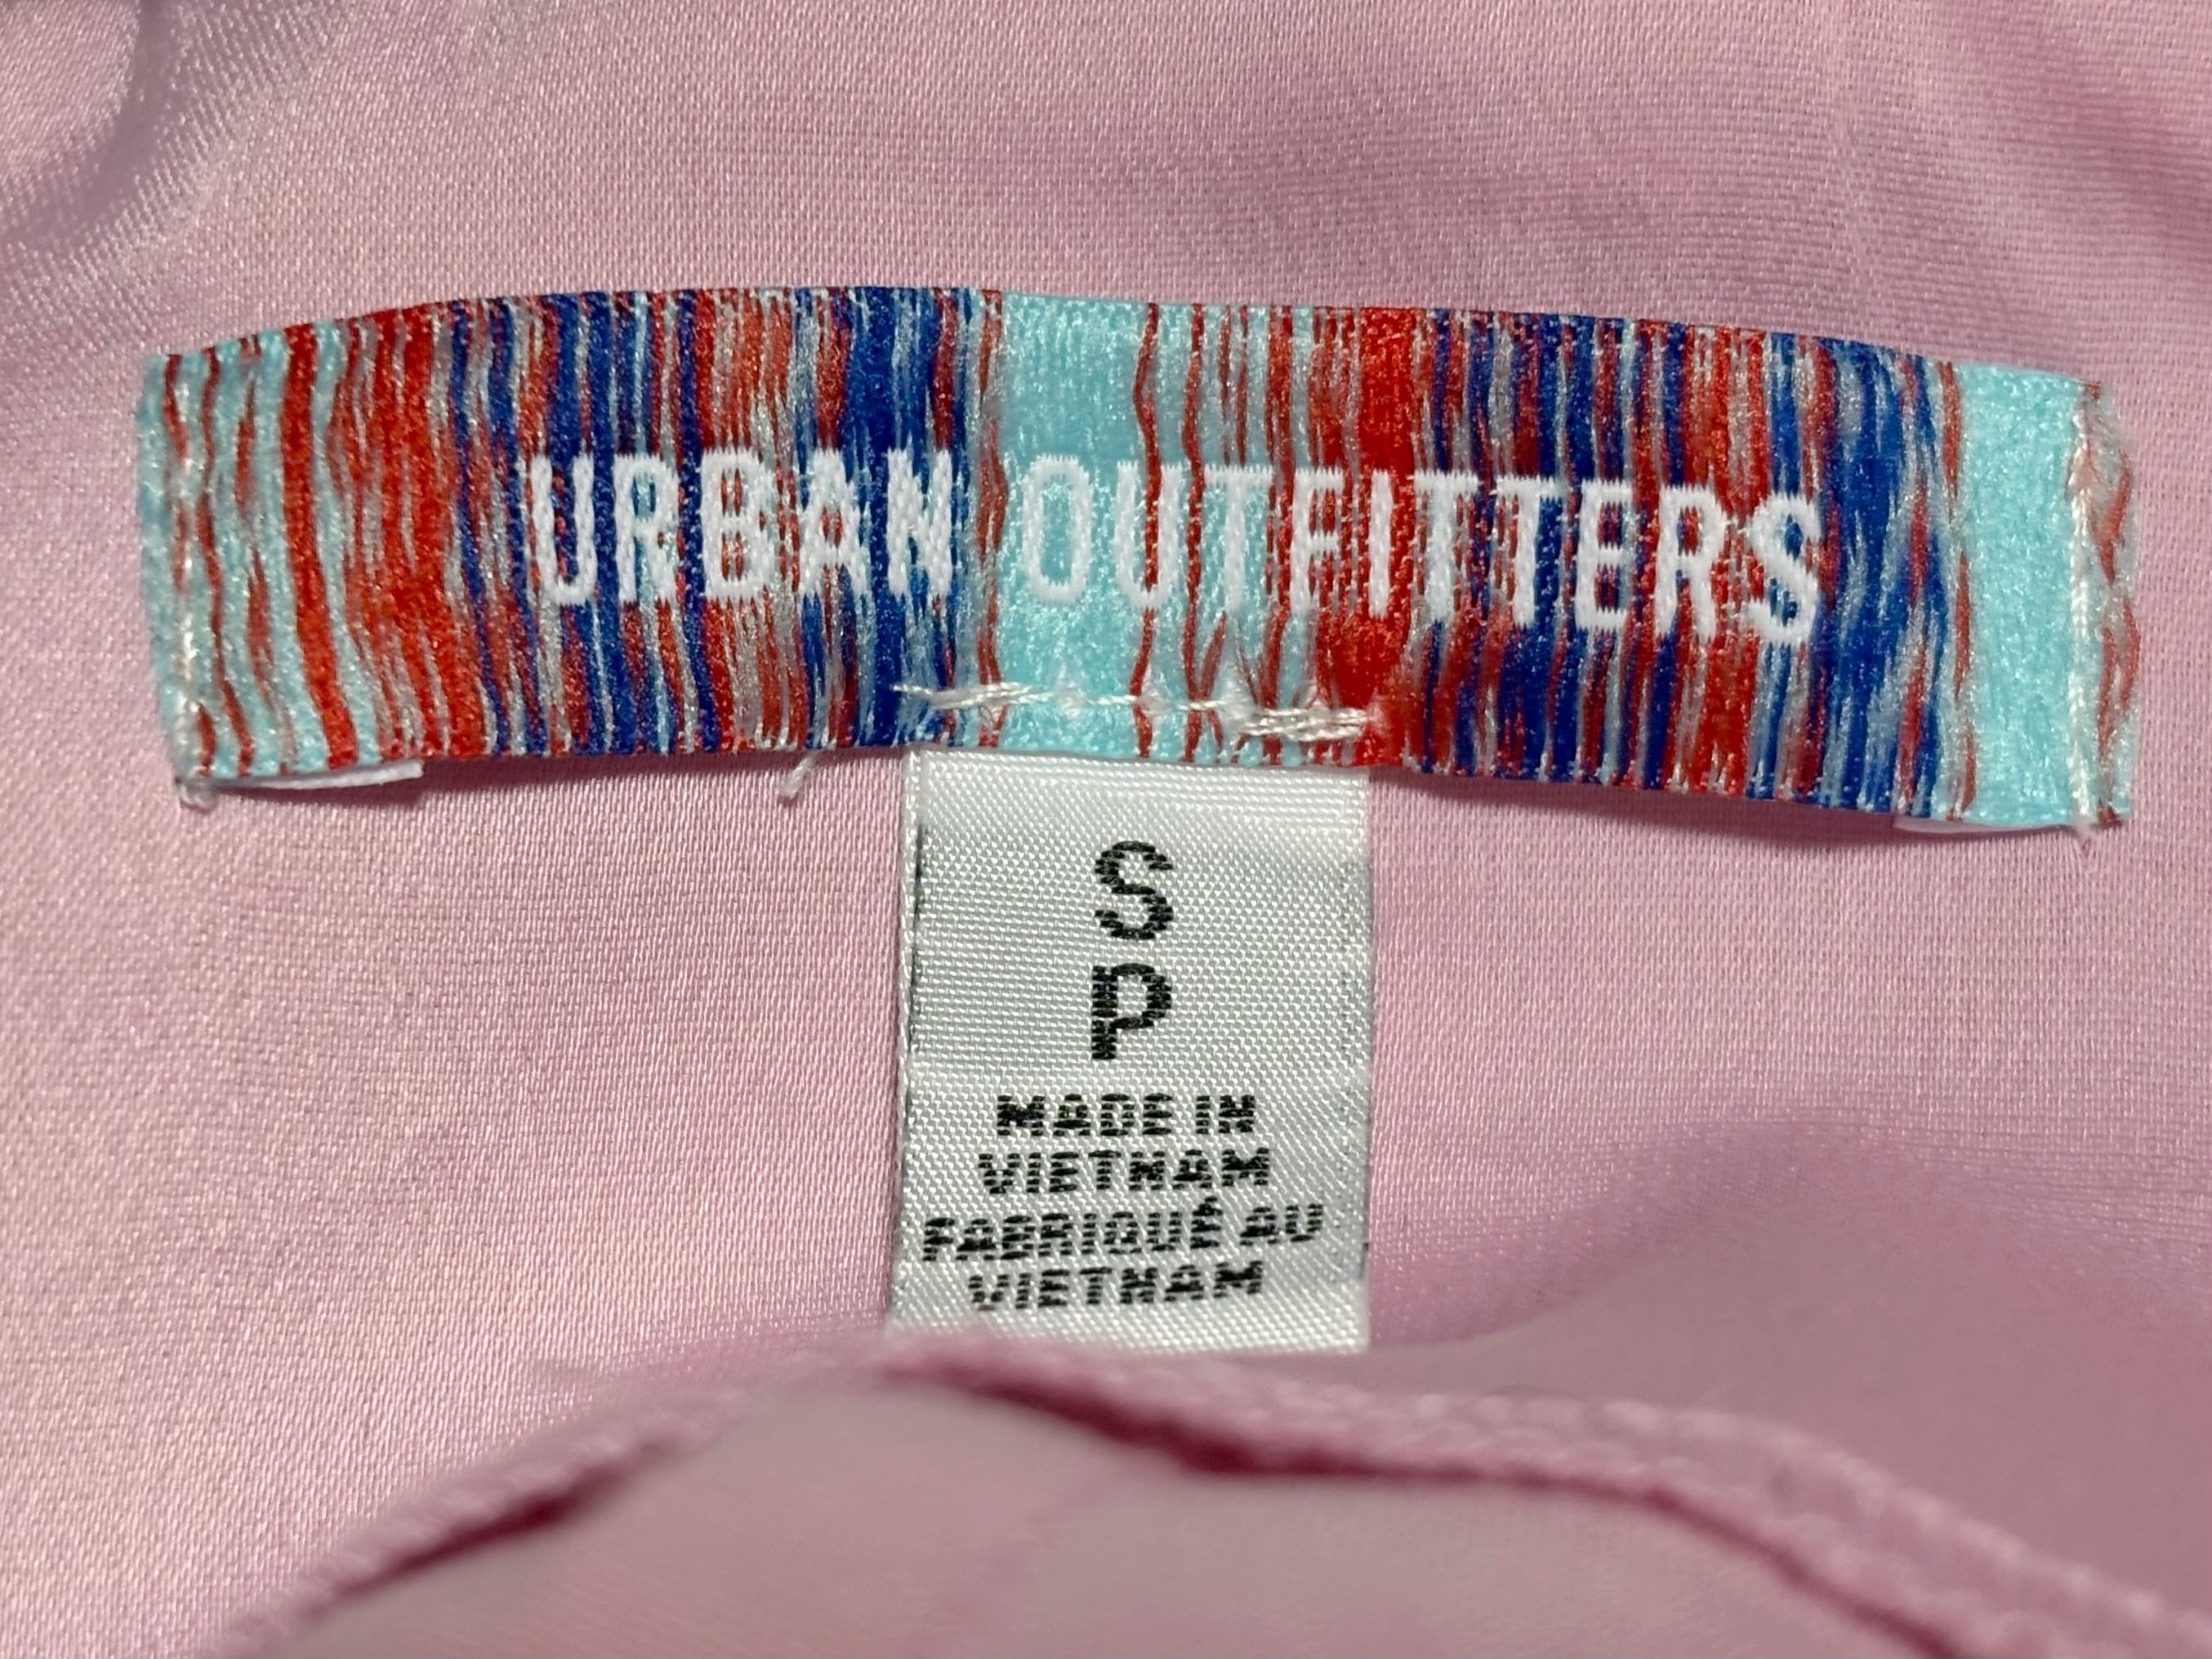 URBAN OUTFITTERS
S
P
MADE IN
VIETNAM
FABRIQUÉ AU
VIETNAM